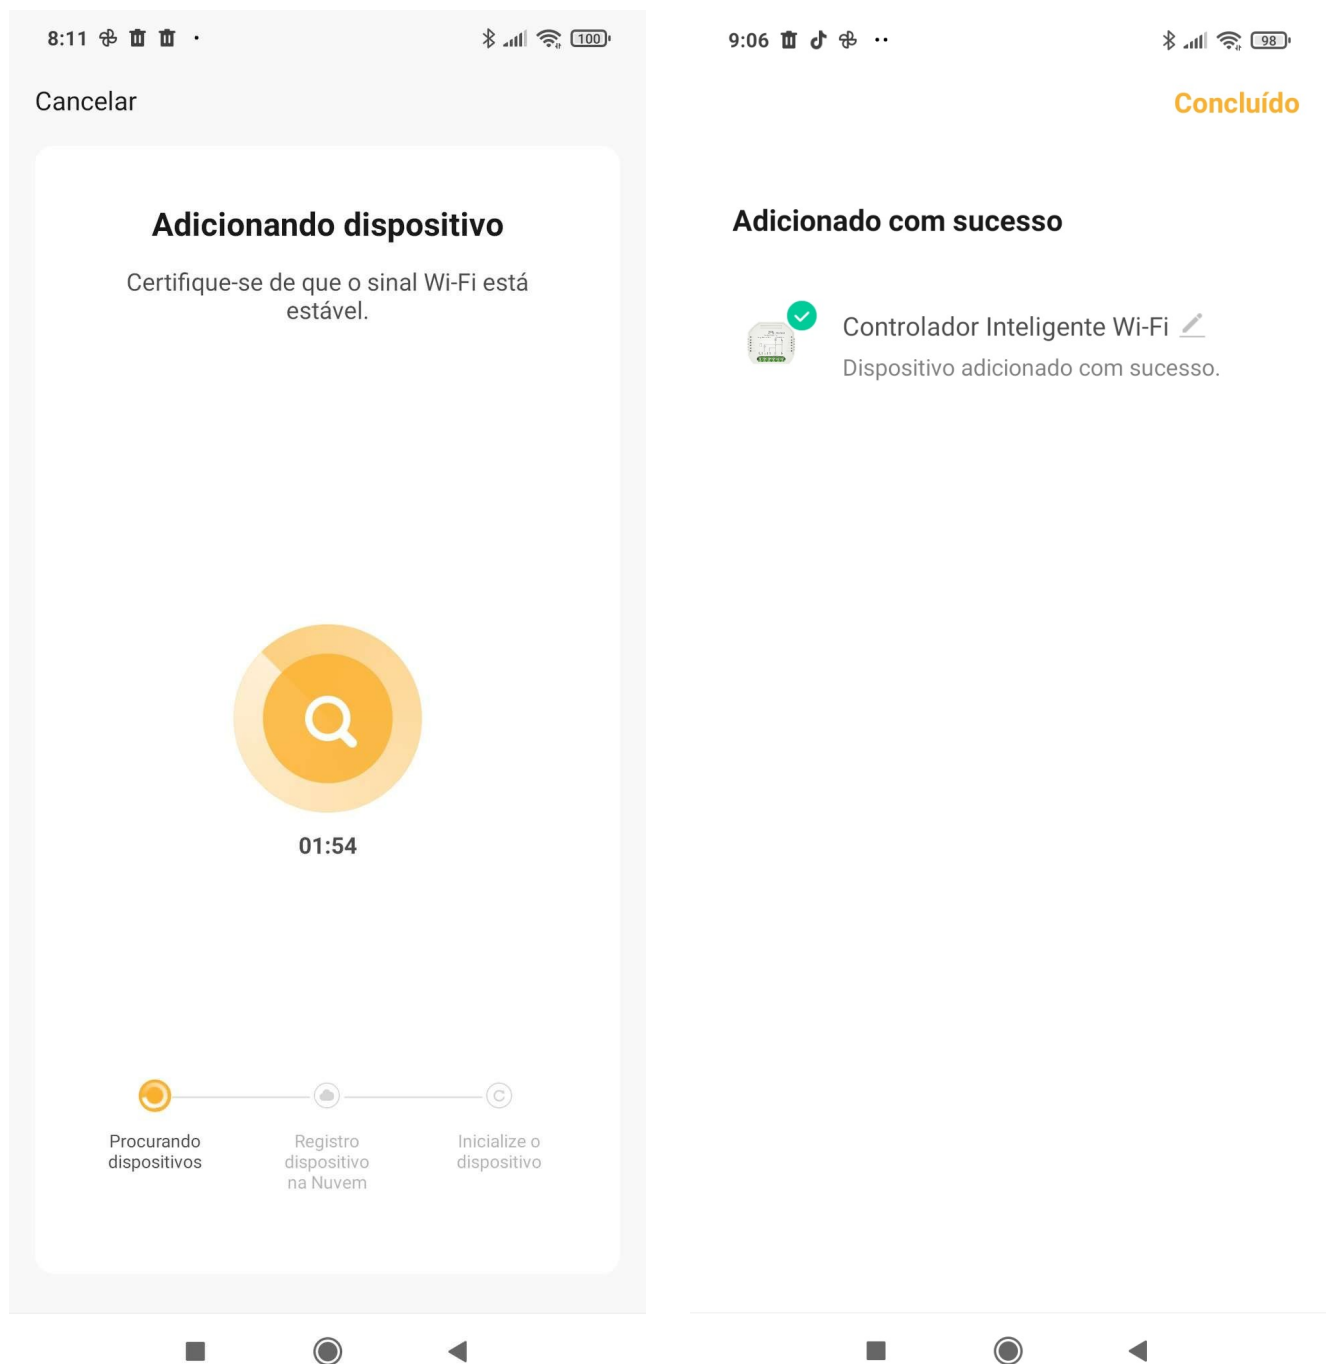 8:11
100
Cancelar
Adicionando dispositivo
Certifique-se de que o sinal Wi-Fi está
estável.
01:54
Procurando
dispositivos
Registro
dispositivo
na Nuvem
Inicialize o
dispositivo
9:06
98
Concluído
Adicionado com sucesso
Controlador Inteligente Wi-Fi
Dispositivo adicionado com sucesso.